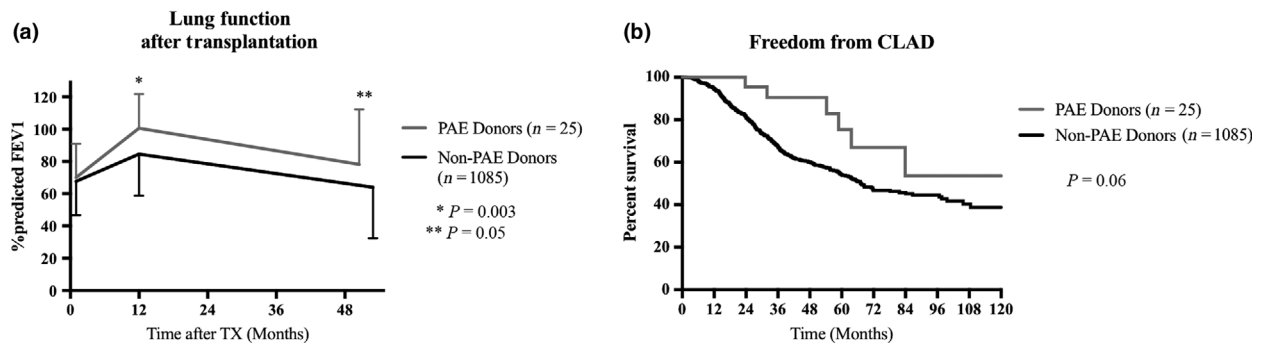 (a)
Lung function
after transplantation
%predicted FEV1
120
100
80
60
40
20
0
*
**
0 12 24 36 48
Time after TX (Months)
PAE Donors (n = 25)
Non-PAE Donors
(n = 1085)
* P = 0.003
** P = 0.05
(b)
Freedom from CLAD
Percent survival
100
80
60
40
20
0
0 12 24 36 48 60 72 84 96 108 120
Time (Months)
PAE Donors (n = 25)
Non-PAE Donors (n = 1085)
P = 0.06